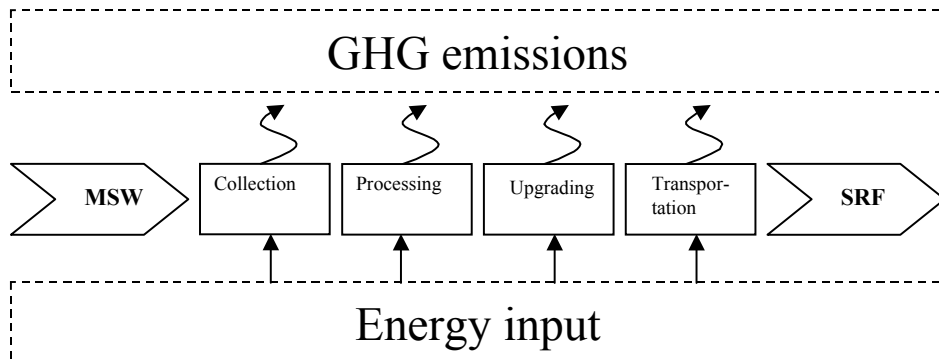 GHG emissions
MSW
Collection
Processing
Upgrading
Transpor-
tation
SRF
Energy input